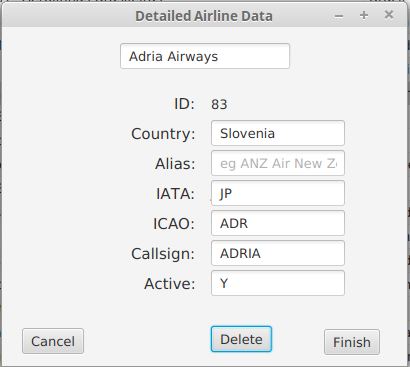 Detailed Airline Data
Adria Airways
ID: 83
Country: Slovenia
Alias: eg ANZ Air New Ze
IATA: JP
ICAO: ADR
Callsign: ADRIA
Active: Y
Cancel Delete Finish